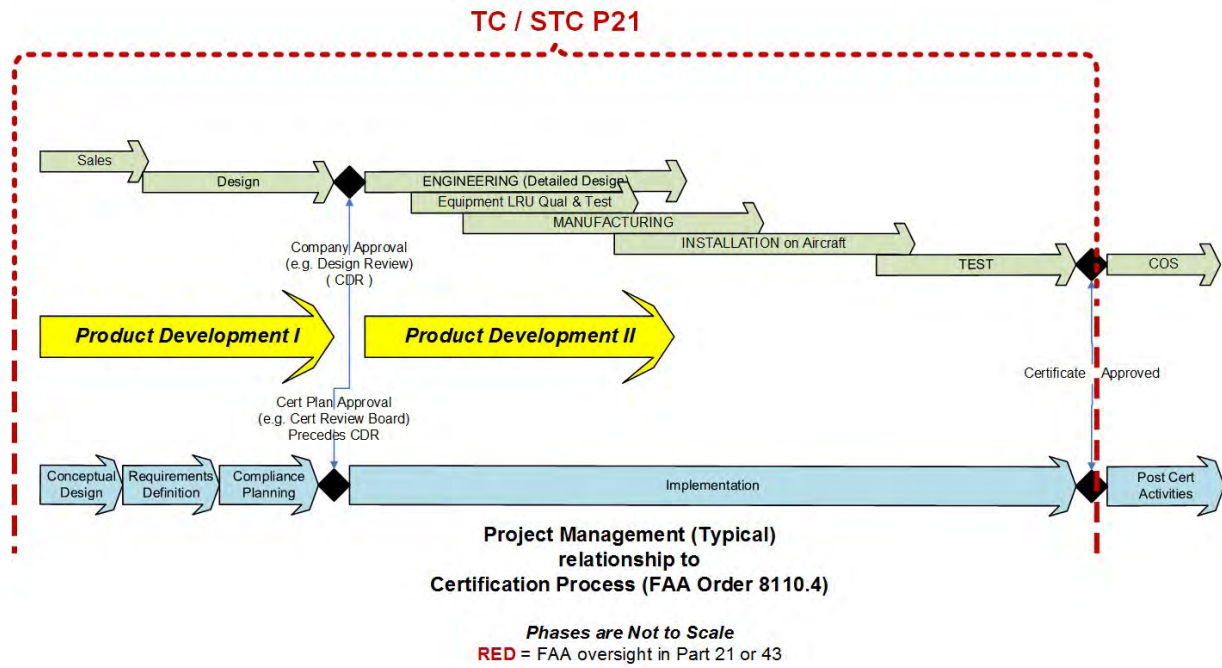 TC / STC P21
Sales
Design
ENGINEERING (Detailed Design)
Equipment LRU Qual & Test
MANUFACTURING
INSTALLATION on Aircraft
TEST
COS
Company Approval
(e.g. Design Review)
( CDR )
Product Development I
Product Development II
Certificate Approved
Cert Plan Approval
(e.g. Cert Review Board)
Precedes CDR
Conceptual
Design
Requirements
Definition
Compliance
Planning
Implementation
Post Cert
Activities
Project Management (Typical)
relationship to
Certification Process (FAA Order 8110.4)
Phases are Not to Scale
RED = FAA oversight in Part 21 or 43